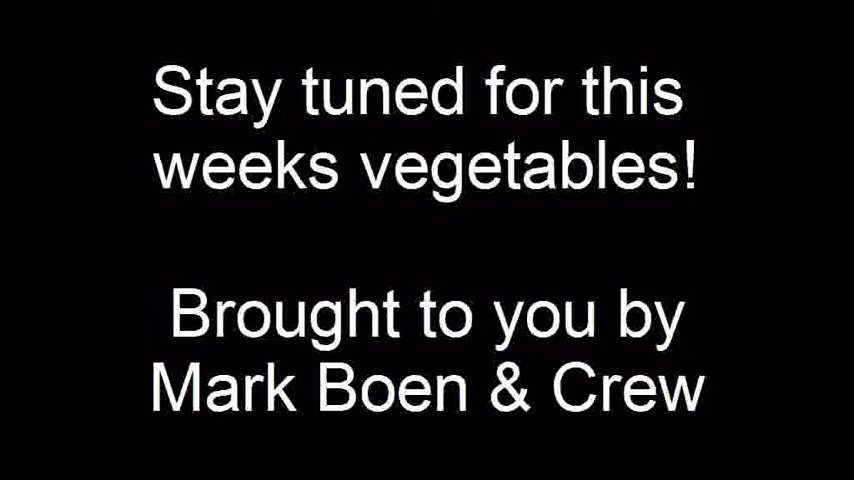 Stay tuned for this
weeks vegetables!
Brought to you by
Mark Boen & Crew